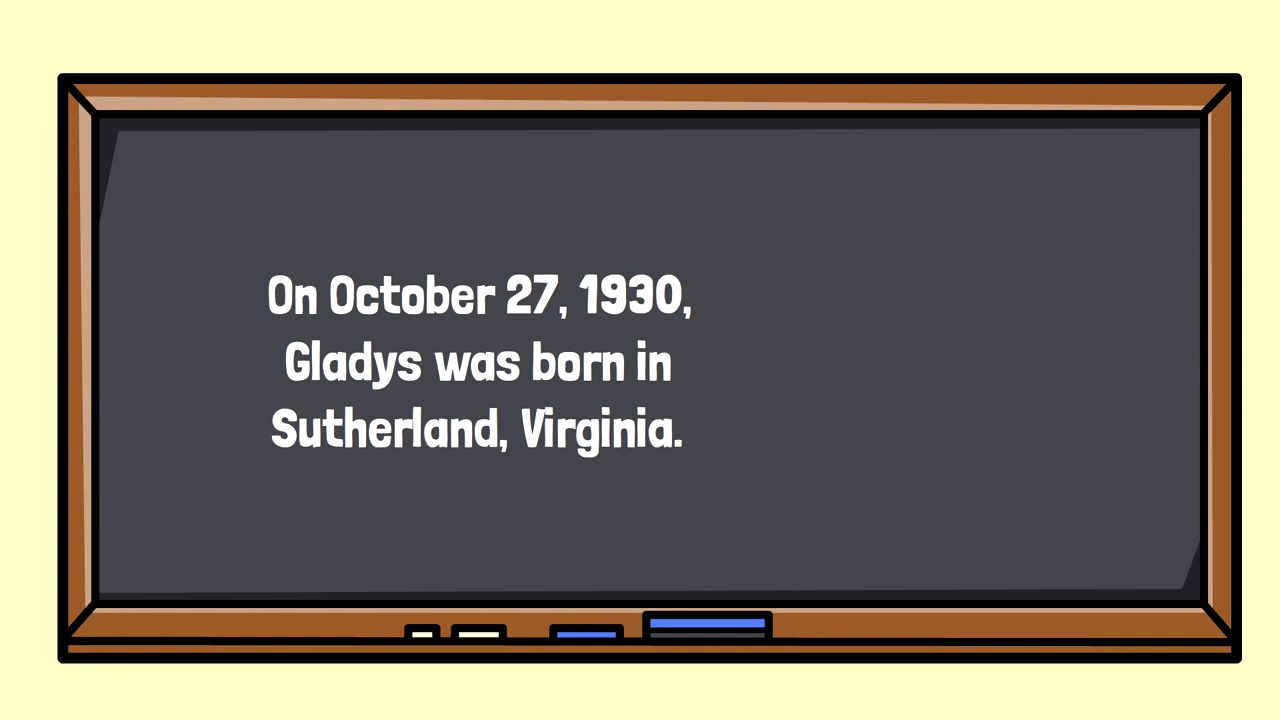 On October 27, 1930,
Gladys was born in
Sutherland, Virginia.